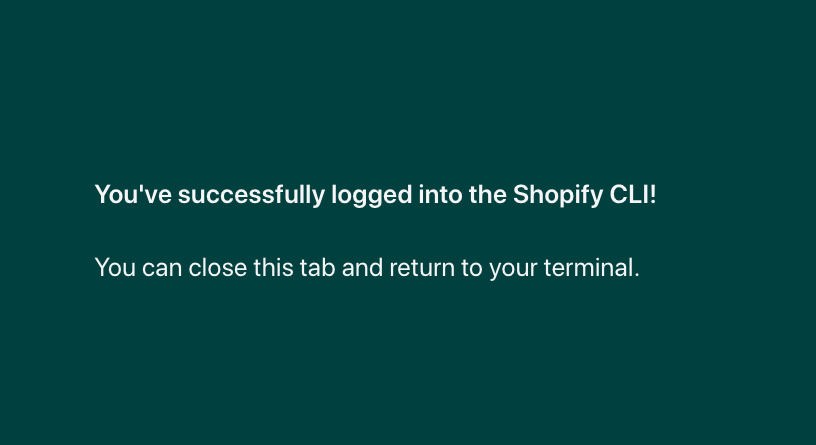 You've successfully logged into the Shopify CLI!
You can close this tab and return to your terminal.